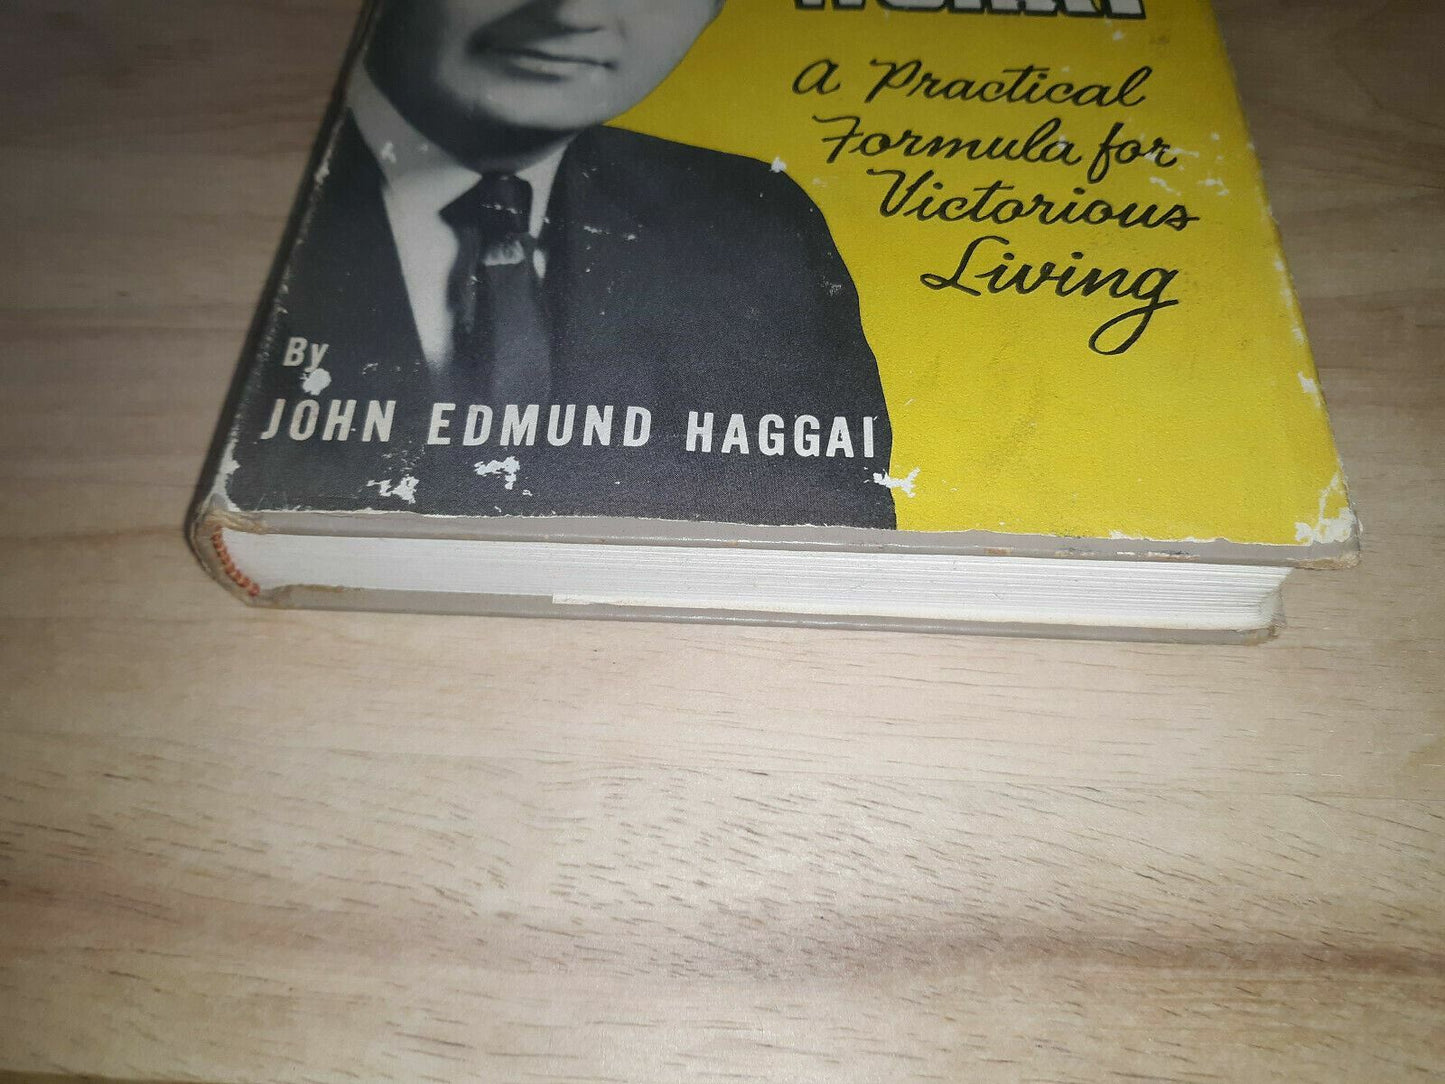 A Practical
Formula for
Victorious
Living
By
JOHN EDMUND HAGGAI